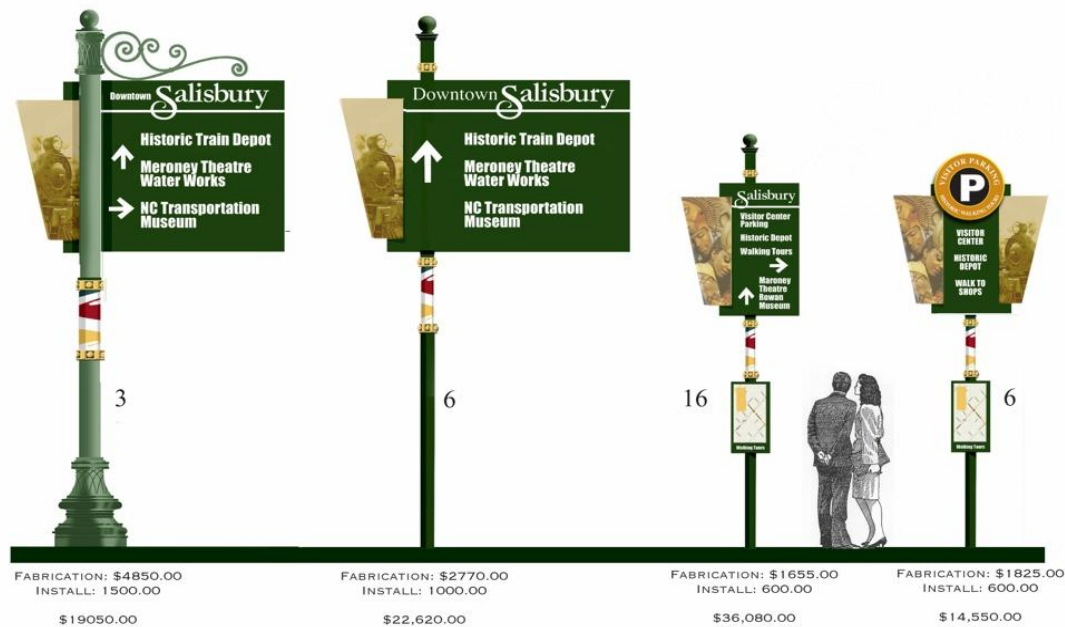 Downtown Salisbury
Historic Train Depot
Meroney Theatre
Water Works
NC Transportation
Museum
3
Fabrication: $4850.00
Install: 1500.00
$19050.00
Downtown Salisbury
Historic Train Depot
Meroney Theatre
Water Works
NC Transportation
Museum
6
Fabrication: $2770.00
Install: 1000.00
$22,620.00
Salisbury
Visitor Center
Parking
Historic Depot
Walking Tours
Maroney
Theatre
Rowan
Museum
16
Walking Tours
Fabrication: $1655.00
Install: 600.00
$36,080.00
VISITOR PARKING
P
HISTORIC WALKING TOURS
VISITOR
CENTER
HISTORIC
DEPOT
WALK TO
SHOPS
6
Walking Tours
Fabrication: $1825.00
Install: 600.00
$14,550.00